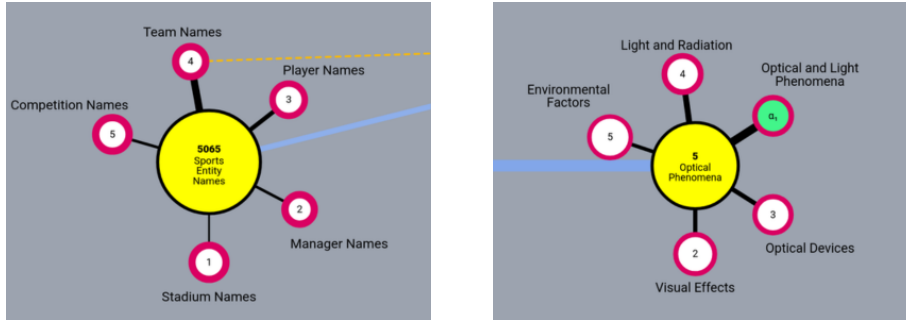 Team Names
4
Player Names
3
Competition Names
5
5065
Sports
Entity
Names
2
Manager Names
1
Stadium Names
Light and Radiation
4
Optical and Light
Phenomena
α₁
Environmental
Factors
5
5
Optical
Phenomena
3
Optical Devices
2
Visual Effects